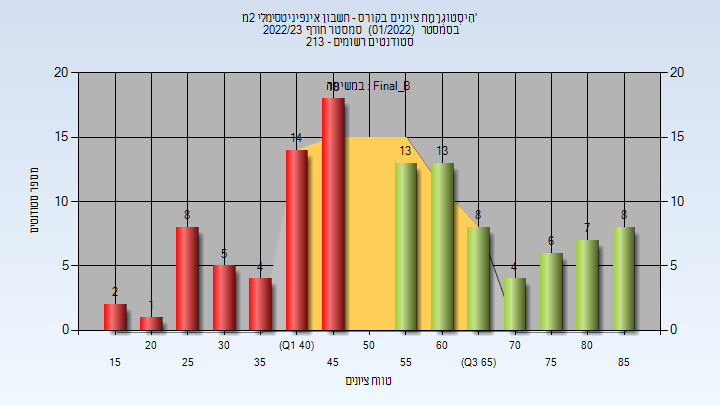 'היסטוגרמת ציונים בקורס - חשבון אינפיניטסימלי 2מ
בסמסטר (01/2022) סמסטר חורף 2022/23
סטודנטים רשומים - 213
במשימה : Final_B
20 20
15 15
10 10
5 5
0 0
מספר סטודנטים
2 1 8 5 4 14 18 13 13 8 4 6 7 8
20 30 (Q1 40) 50 60 70 80
15 25 35 45 55 (Q3 65) 75 85
טווח ציונים